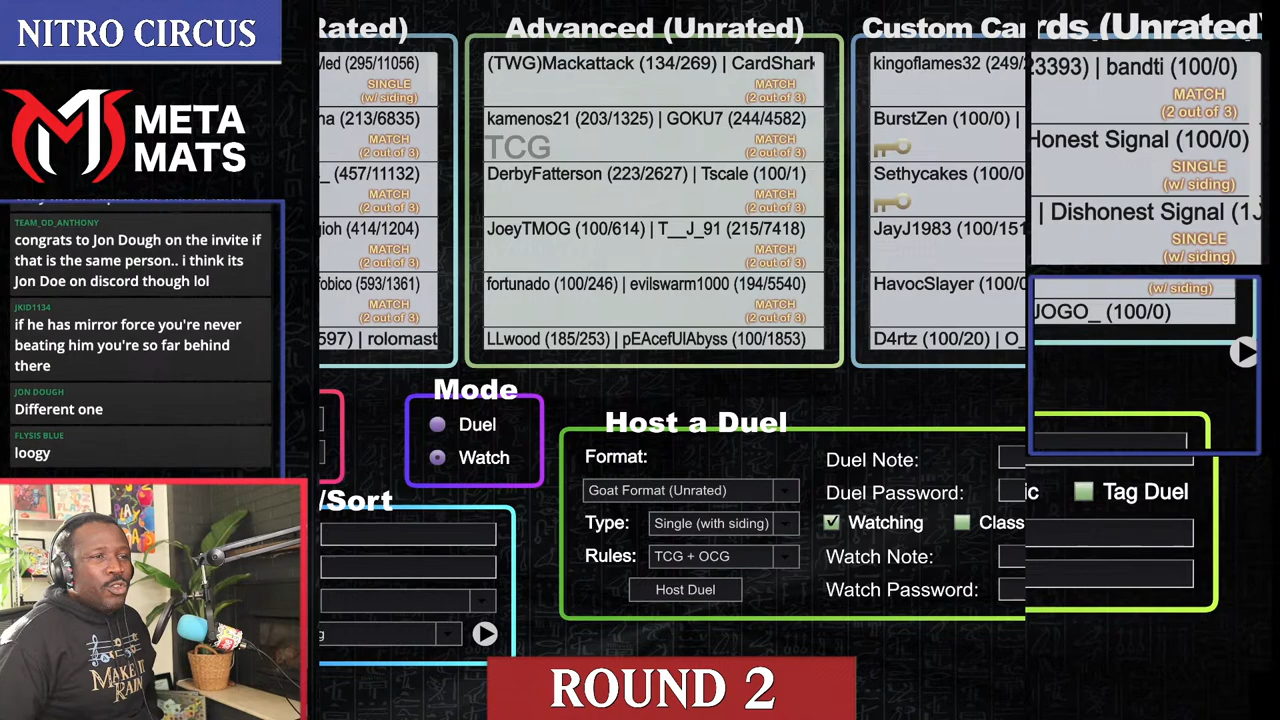 NITRO CIRCUS
META
MATS
TEAM_OD_ANTHONY
congrats to Jon Dough on the invite if
that is the same person.. i think its
Jon Doe on discord though lol
JKID1134
if he has mirror force you're never
beating him you're so far behind
there
JON DOUGH
Different one
FLYSIS BLUE
loogy
Rated)
Med (295/11056)
SINGLE
(w/ siding)
na (213/6835)
MATCH
(2 out of 3)
_ (457/11132)
MATCH
(2 out of 3)
gioh (414/1204)
MATCH
(2 out of 3)
obico (593/1361)
MATCH
(2 out of 3)
597) | rolomast
Advanced (Unrated)
(TWG)Mackattack (134/269) | CardShark
MATCH
(2 out of 3)
kamenos21 (203/1325) | GOKU7 (244/4582)
TCG
MATCH
(2 out of 3)
DerbyFatterson (223/2627) | Tscale (100/1)
MATCH
(2 out of 3)
JoeyTMOG (100/614) | T__J_91 (215/7418)
MATCH
(2 out of 3)
fortunado (100/246) | evilswarm1000 (194/5540)
MATCH
(2 out of 3)
LLwood (185/253) | pEAcefUlAbyss (100/1853)
Custom Car
kingoflames32 (249/
BurstZen (100/0) |
Sethycakes (100/0
JayJ1983 (100/151
HavocSlayer (100/0
D4rtz (100/20) | O_
rds (Unrated)
23393) | bandti (100/0)
MATCH
(2 out of 3)
Honest Signal (100/0)
SINGLE
(w/ siding)
| Dishonest Signal (1
SINGLE
(w/ siding)
(w/ siding)
JOGO_ (100/0)
Mode
Duel
Watch
/Sort
g
Host a Duel
Format:
Goat Format (Unrated)
Type:
Single (with siding)
Rules:
TCG + OCG
Host Duel
Duel Note:
Duel Password:
Watching
Class
Watch Note:
Watch Password:
ic
Tag Duel
MAKE IT
RAIN
ROUND 2